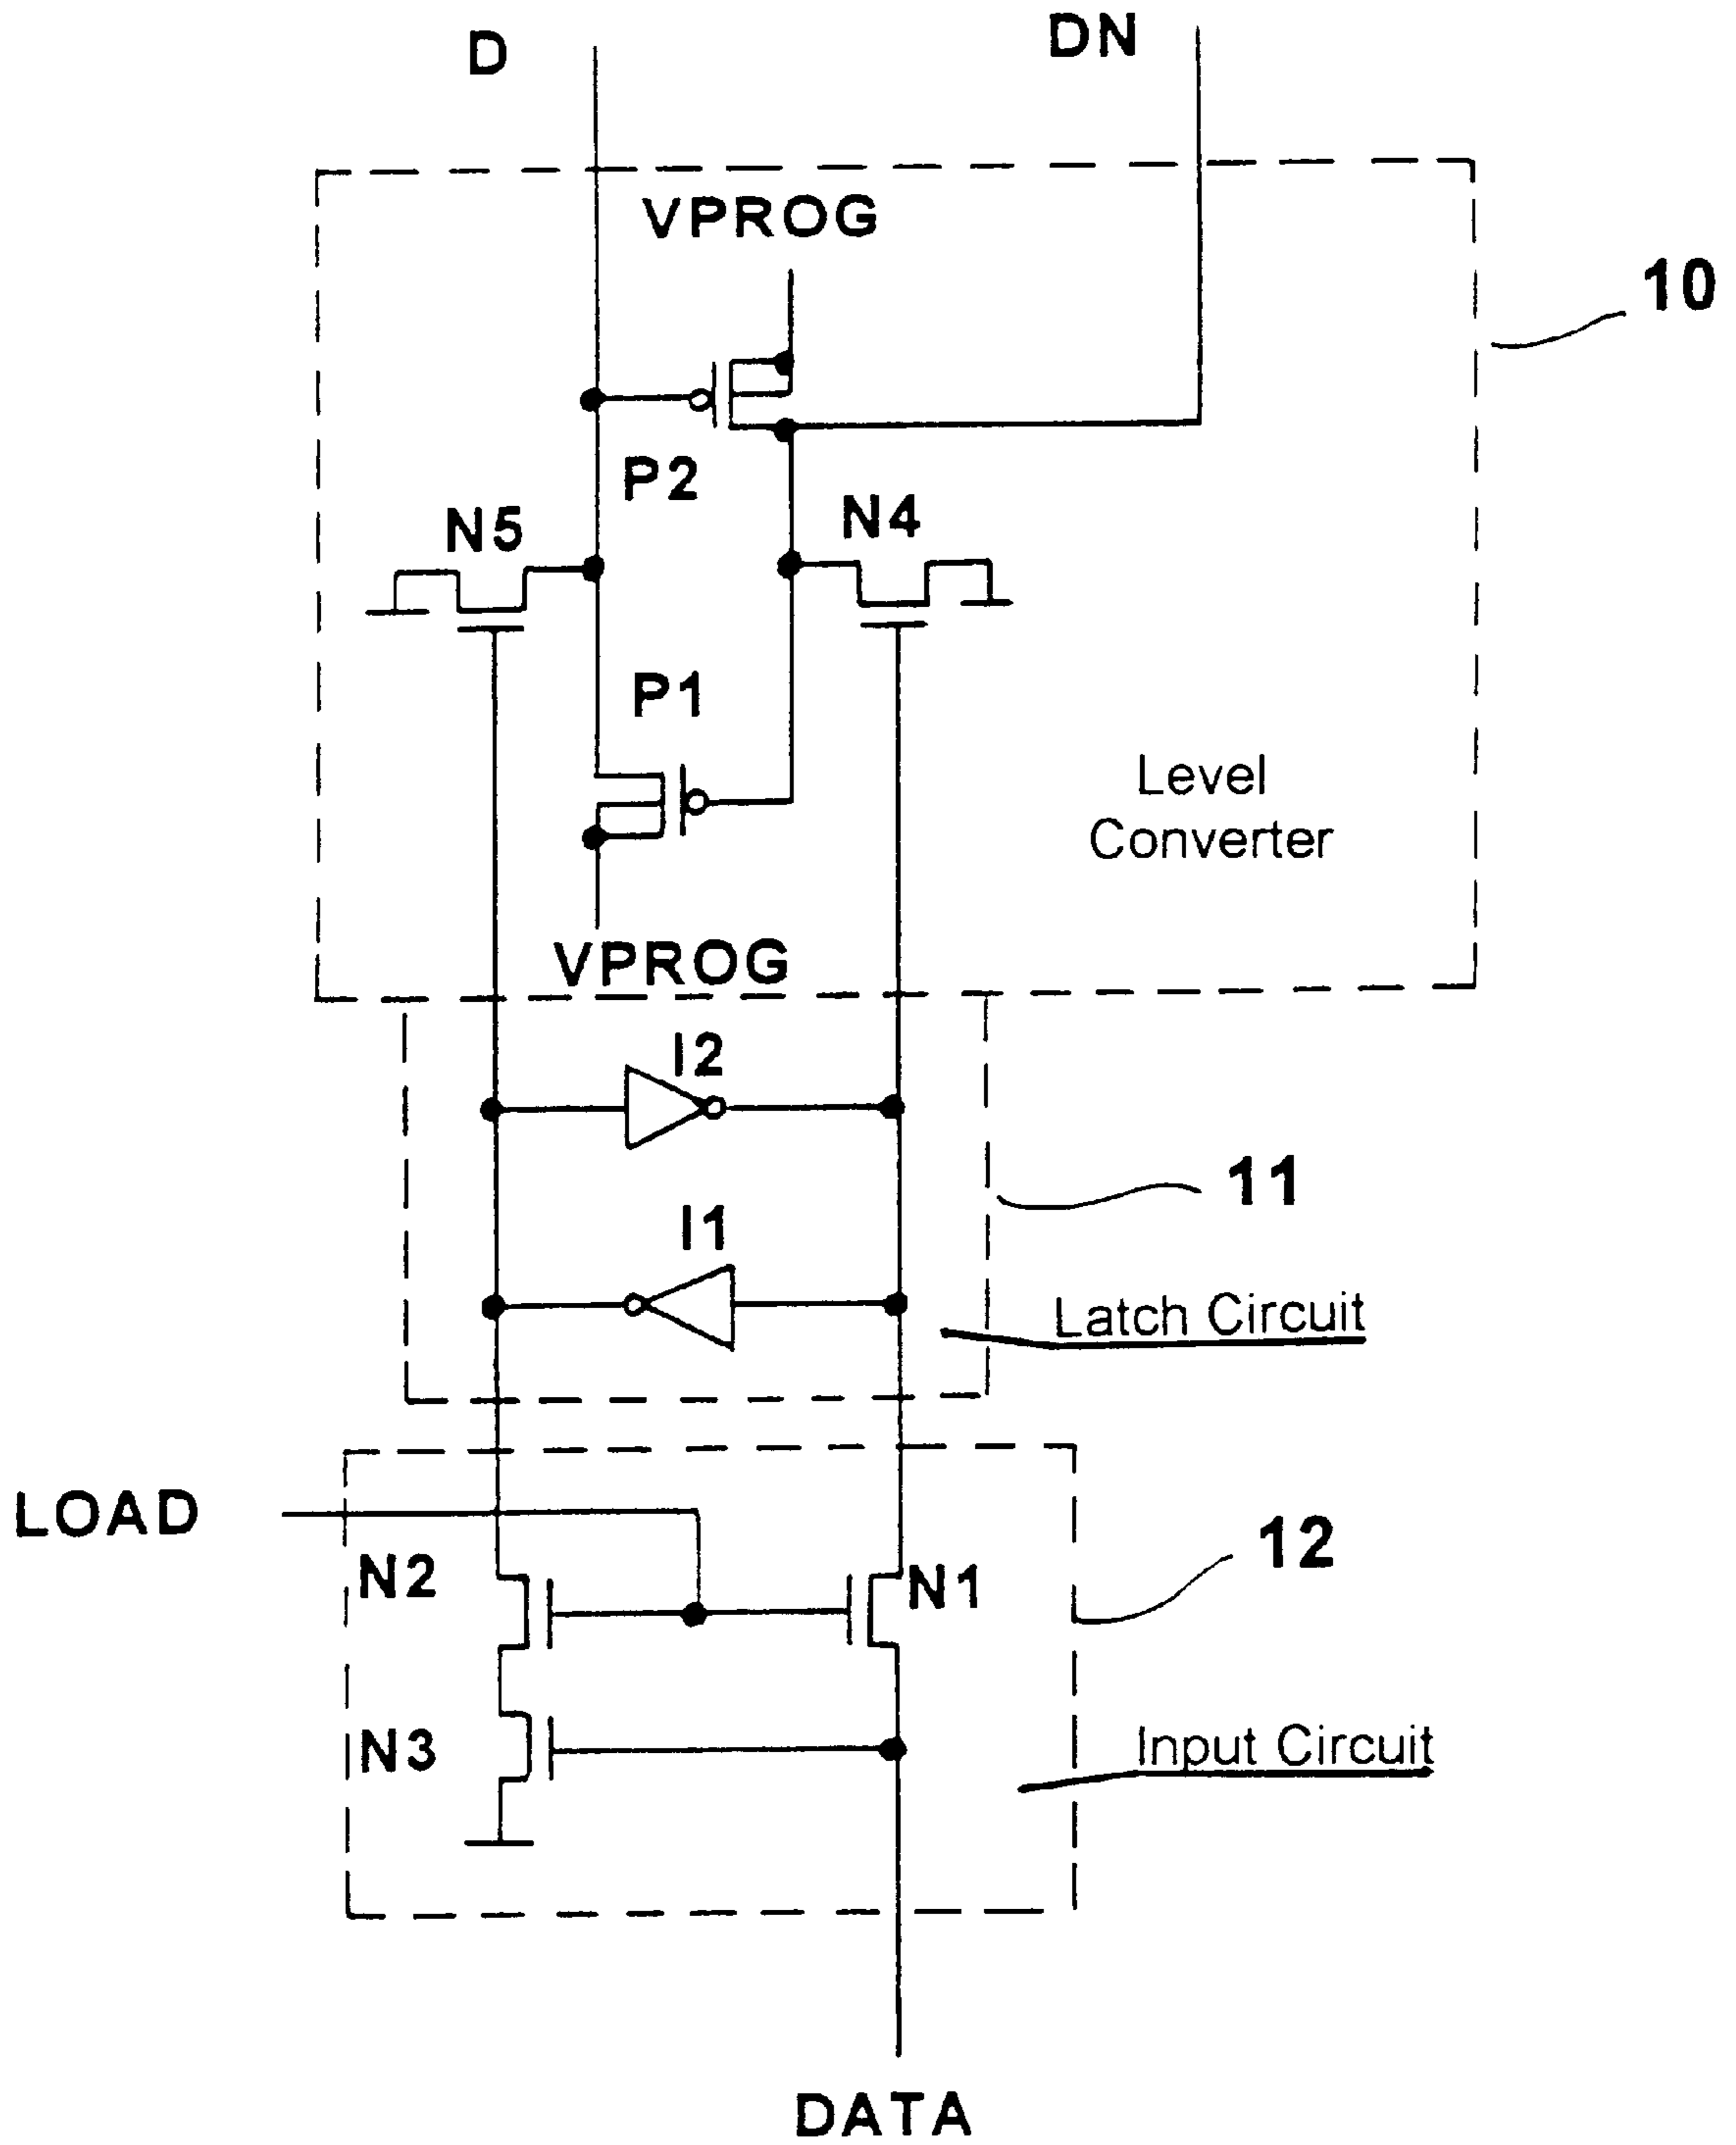 D
DN
VPROG
10
P2
N4
N5
P1
Level
Converter
VPROG
I2
11
I1
Latch Circuit
LOAD
12
N2
N1
N3
Input Circuit
DATA